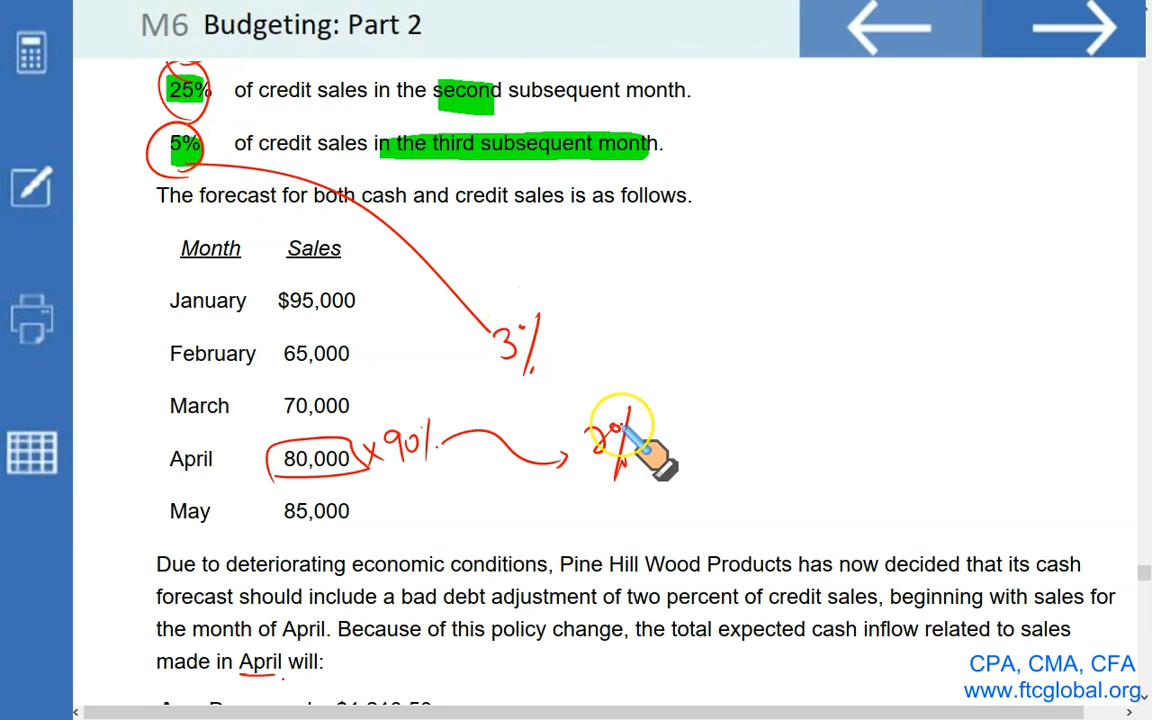 M6 Budgeting: Part 2
25% of credit sales in the second subsequent month.
5% of credit sales in the third subsequent month.
The forecast for both cash and credit sales is as follows.
Month Sales
January $95,000
3%
February 65,000
March 70,000
April 80,000 x90% 2%
May 85,000
Due to deteriorating economic conditions, Pine Hill Wood Products has now decided that its cash
forecast should include a bad debt adjustment of two percent of credit sales, beginning with sales for
the month of April. Because of this policy change, the total expected cash inflow related to sales
made in April will:
CPA, CMA, CFA
www.ftcglobal.org